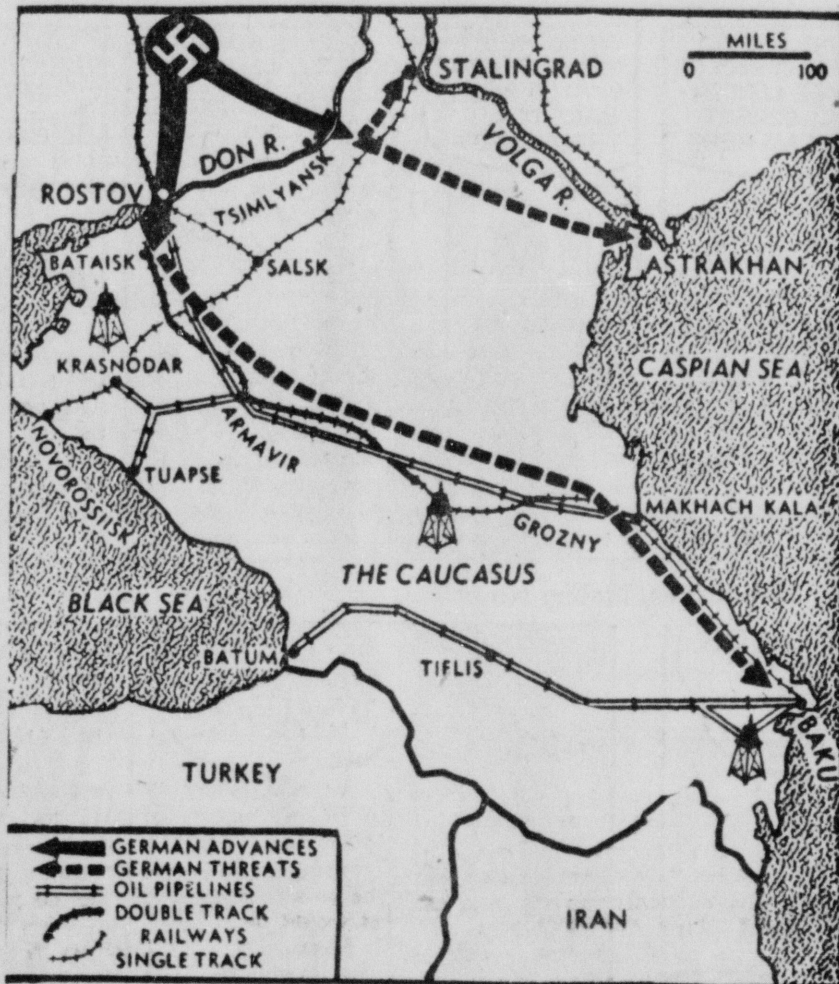 MILES
0 100
STALINGRAD
DON R.
VOLGA R.
ROSTOV
TSIMLYANSK
BATAISK
SALSK
ASTRAKHAN
KRASNODAR
CASPIAN SEA
ARMAVIR
NOVOROSSIISK
TUAPSE
MAKHACH KALA
GROZNY
THE CAUCASUS
BLACK SEA
BATUM
TIFLIS
BAKU
TURKEY
IRAN
GERMAN ADVANCES
GERMAN THREATS
OIL PIPELINES
DOUBLE TRACK
RAILWAYS
SINGLE TRACK